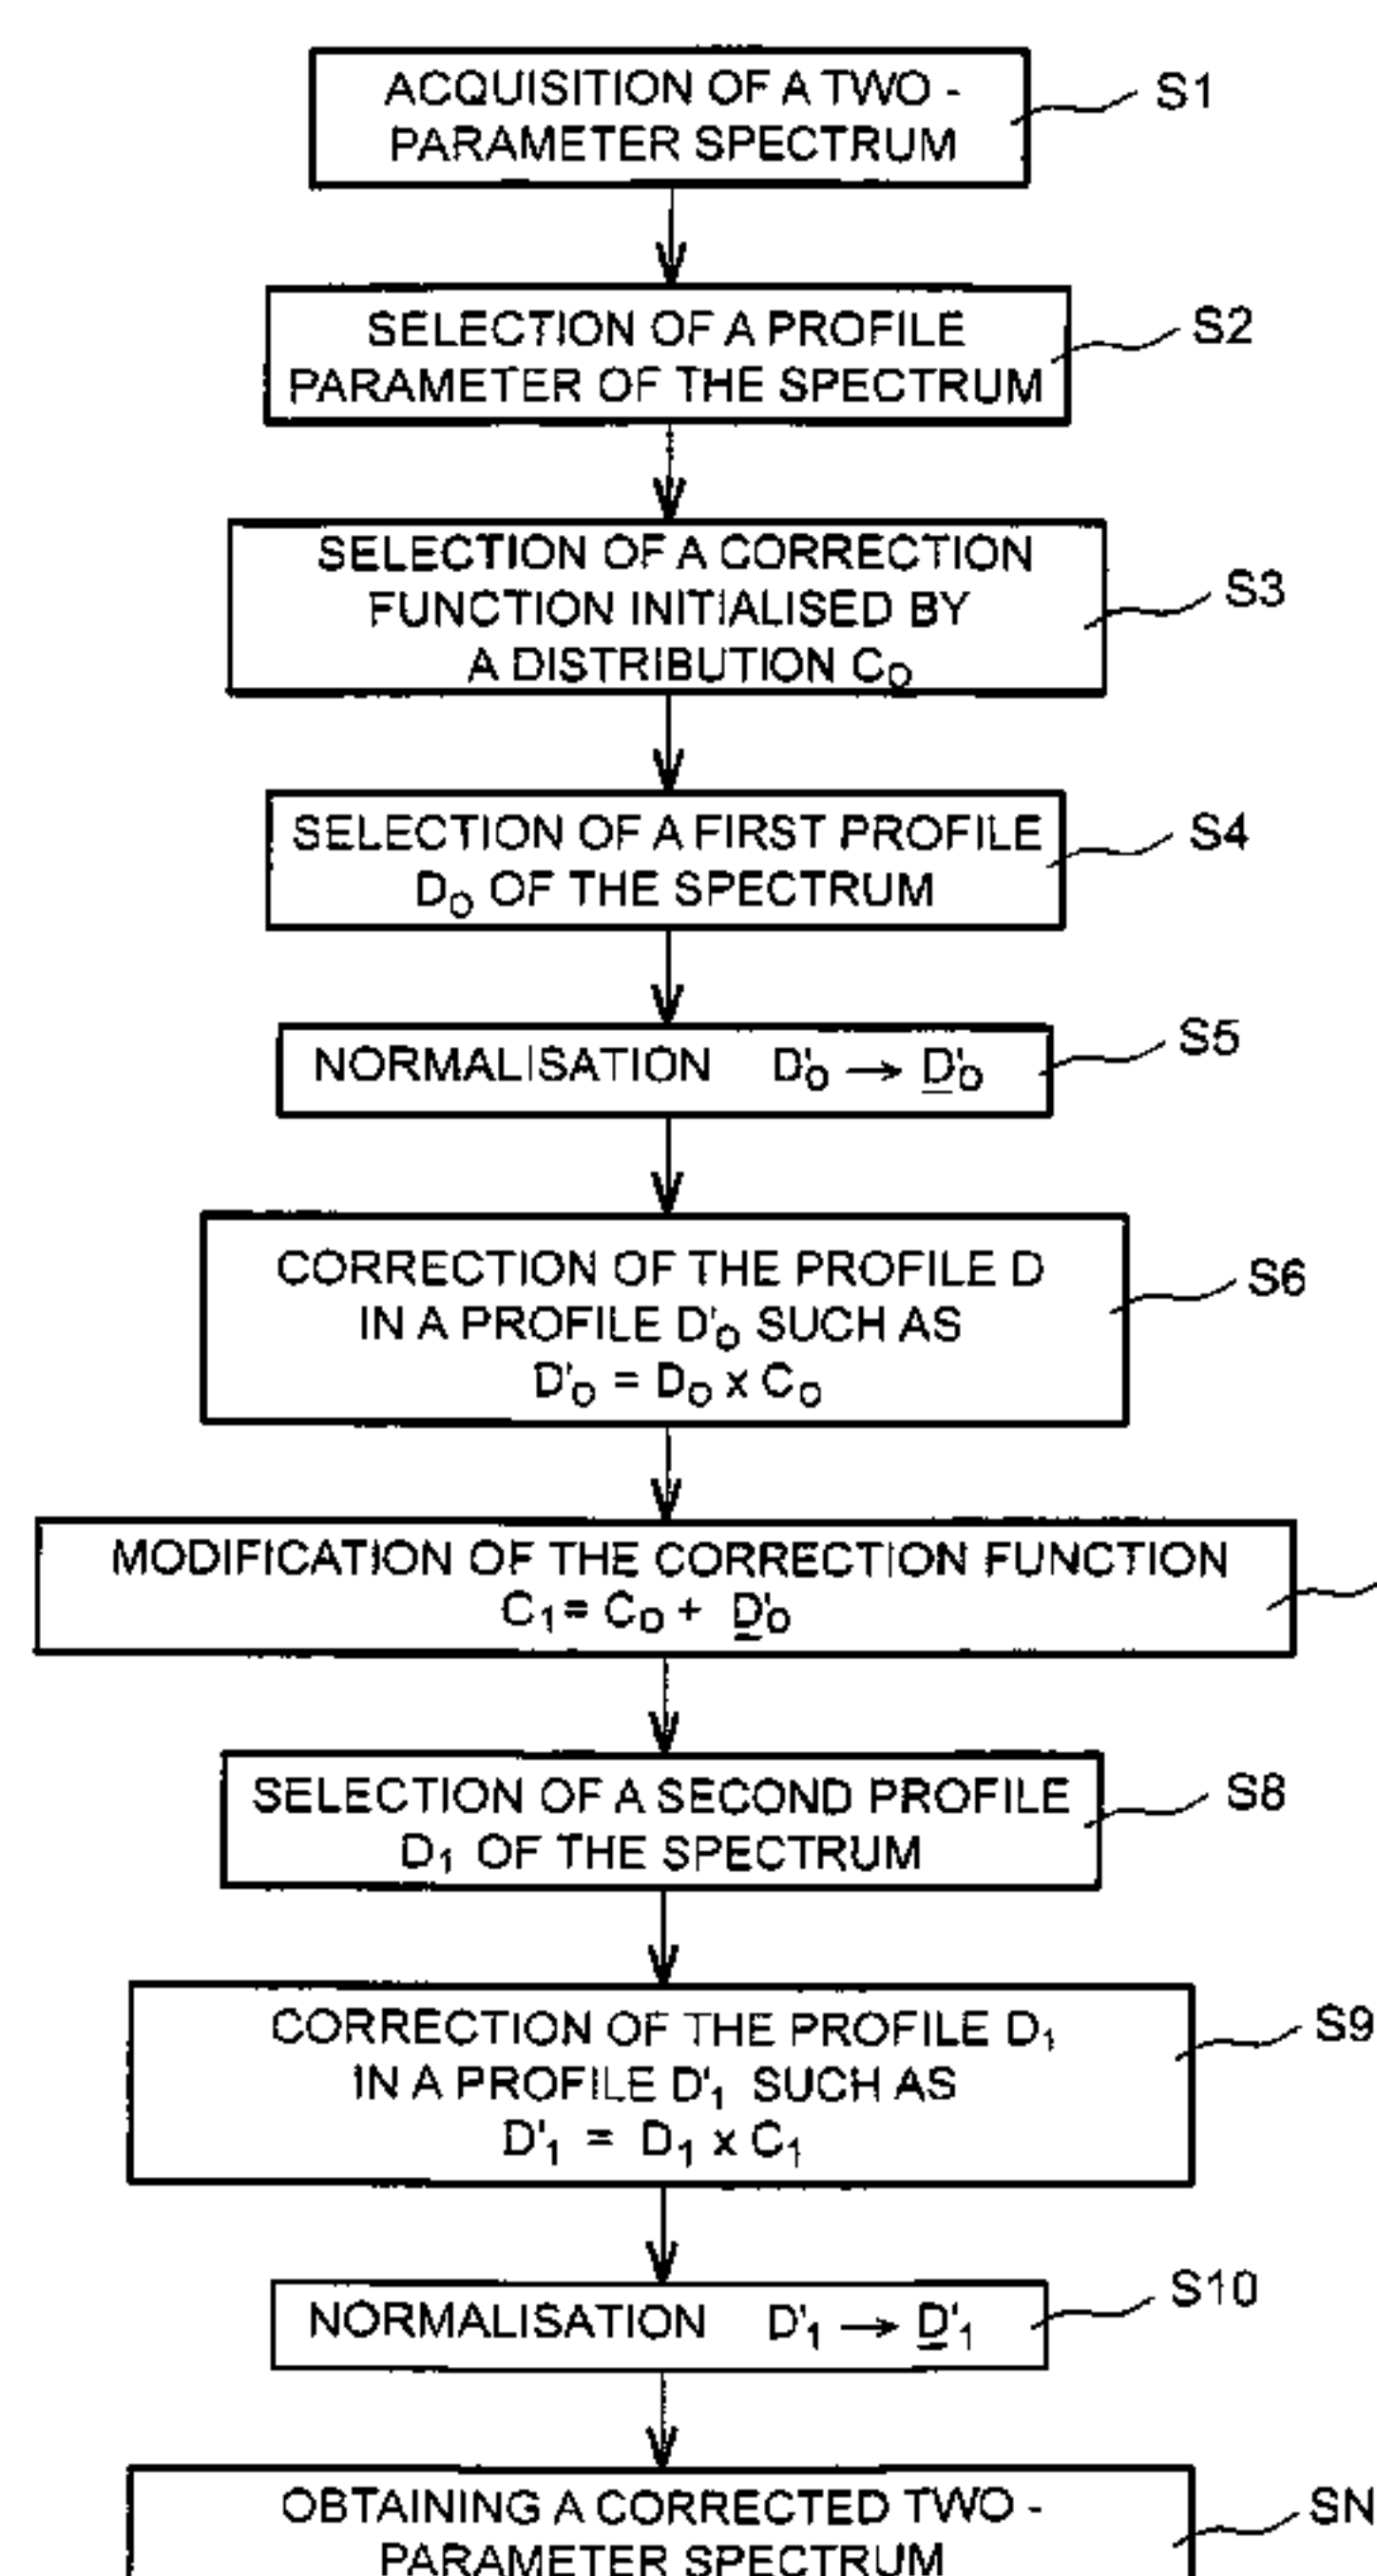 ACQUISITION OF A TWO -
PARAMETER SPECTRUM
S1
SELECTION OF A PROFILE
PARAMETER OF THE SPECTRUM
S2
SELECTION OF A CORRECTION
FUNCTION INITIALISED BY
A DISTRIBUTION C₀
S3
SELECTION OF A FIRST PROFILE
D₀ OF THE SPECTRUM
S4
NORMALISATION D'₀ → D̲'₀
S5
CORRECTION OF THE PROFILE D
IN A PROFILE D'₀ SUCH AS
D'₀ = D₀ x C₀
S6
MODIFICATION OF THE CORRECTION FUNCTION
C₁ = C₀ + D̲'₀
SELECTION OF A SECOND PROFILE
D₁ OF THE SPECTRUM
S8
CORRECTION OF THE PROFILE D₁
IN A PROFILE D'₁ SUCH AS
D'₁ = D₁ x C₁
S9
NORMALISATION D'₁ → D̲'₁
S10
OBTAINING A CORRECTED TWO -
PARAMETER SPECTRUM
SN